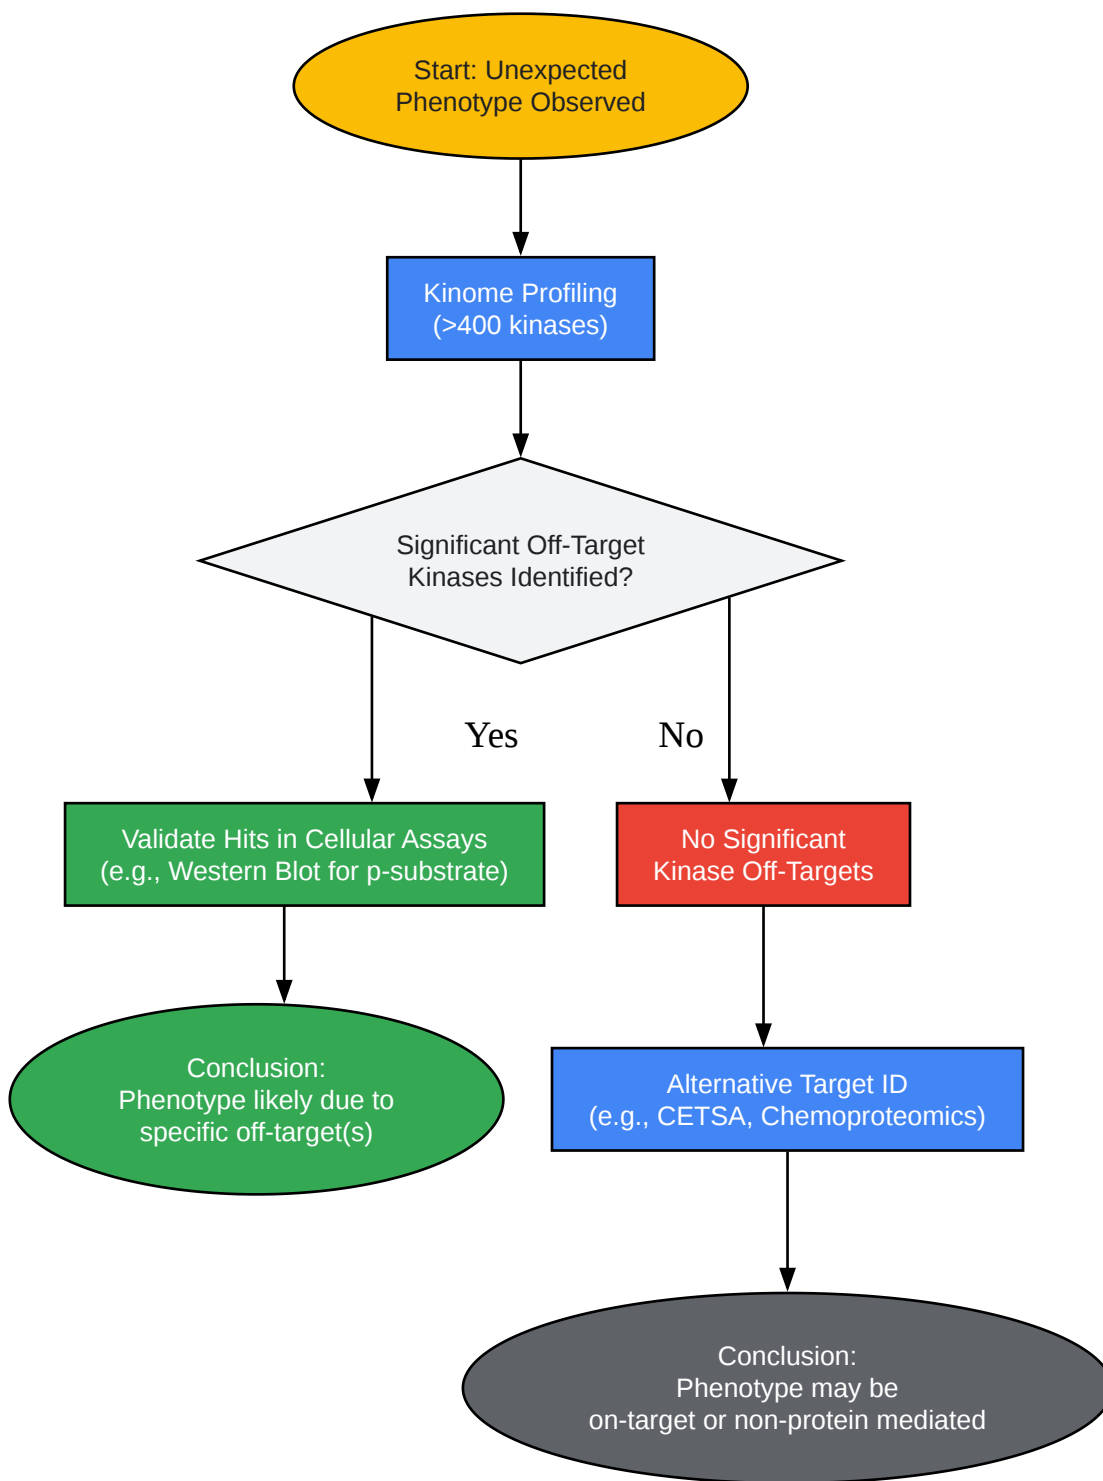 Start: Unexpected
Phenotype Observed
Kinome Profiling
(>400 kinases)
Significant Off-Target
Kinases Identified?
Yes
No
Validate Hits in Cellular Assays
(e.g., Western Blot for p-substrate)
No Significant
Kinase Off-Targets
Conclusion:
Phenotype likely due to
specific off-target(s)
Alternative Target ID
(e.g., CETSA, Chemoproteomics)
Conclusion:
Phenotype may be
on-target or non-protein mediated